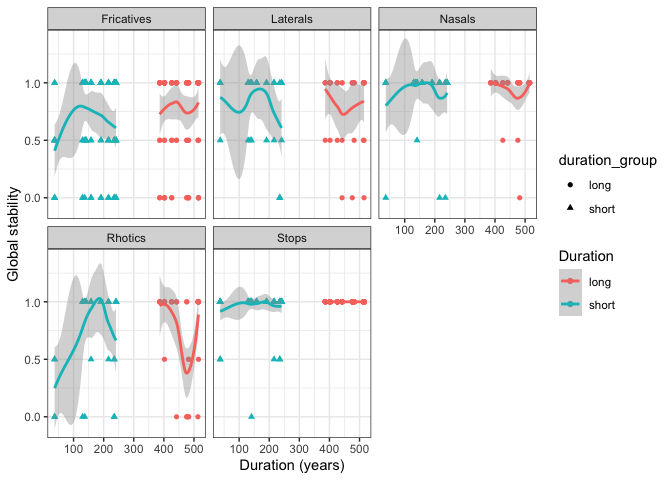 Fricatives
Laterals
Nasals
1.0
0.5
0.0
100 200 300 400 500
Rhotics
Stops
1.0
0.5
0.0
100 200 300 400 500
100 200 300 400 500
Global stability
Duration (years)
duration_group
long
short
Duration
long
short